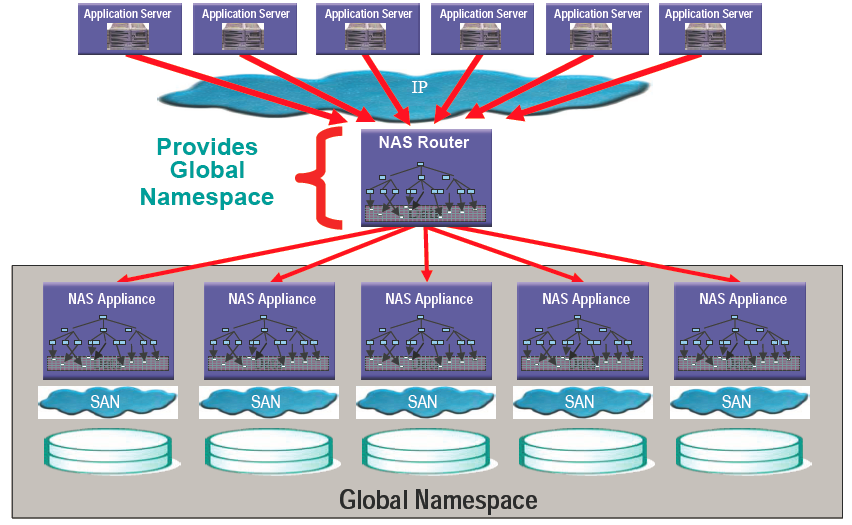 Application Server
Application Server
Application Server
Application Server
Application Server
Application Server
IP
Provides
Global
Namespace
NAS Router
NAS Appliance
NAS Appliance
NAS Appliance
NAS Appliance
NAS Appliance
SAN
SAN
SAN
SAN
SAN
Global Namespace